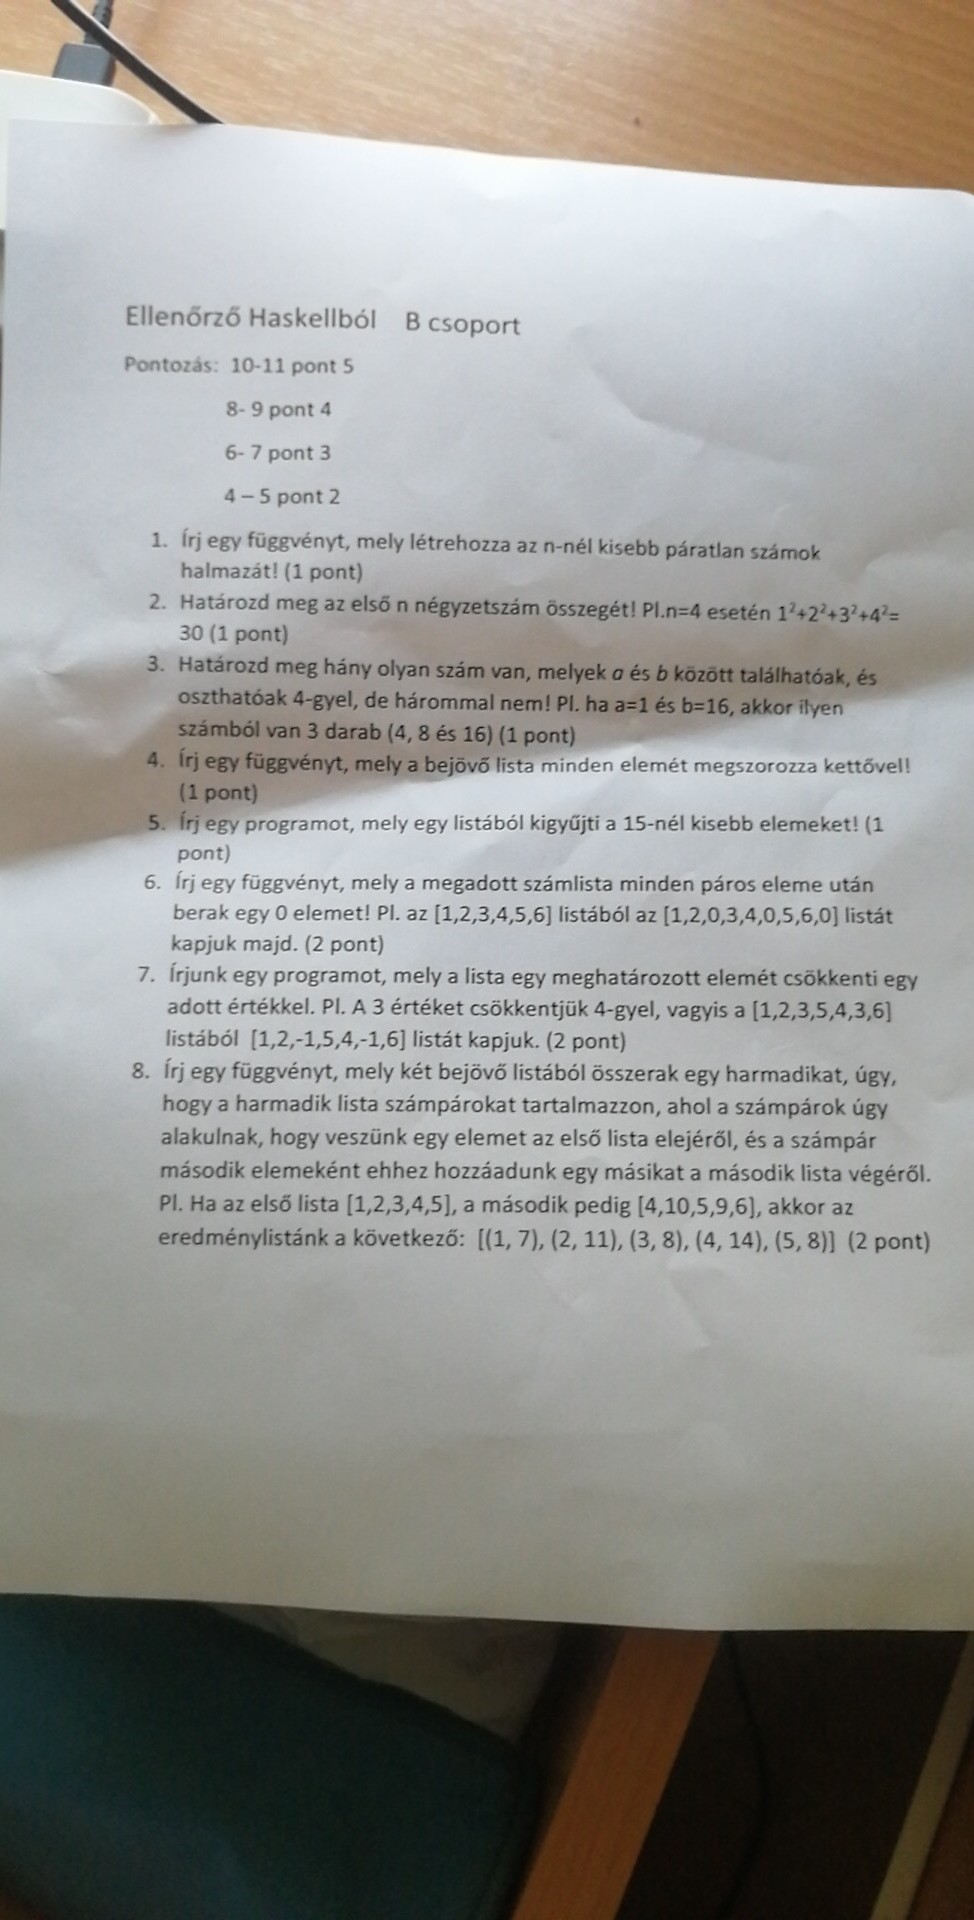 Ellenőrző Haskellból B csoport
Pontozás: 10-11 pont 5
8- 9 pont 4
6- 7 pont 3
4 – 5 pont 2
1. Írj egy függvényt, mely létrehozza az n-nél kisebb páratlan számok
halmazát! (1 pont)
2. Határozd meg az első n négyzetszám összegét! Pl.n=4 esetén 1²+2²+3²+4²=
30 (1 pont)
3. Határozd meg hány olyan szám van, melyek a és b között találhatóak, és
oszthatóak 4-gyel, de hárommal nem! Pl. ha a=1 és b=16, akkor ilyen
számból van 3 darab (4, 8 és 16) (1 pont)
4. Írj egy függvényt, mely a bejövő lista minden elemét megszorozza kettővel!
(1 pont)
5. Írj egy programot, mely egy listából kigyűjti a 15-nél kisebb elemeket! (1
pont)
6. Írj egy függvényt, mely a megadott számlista minden páros eleme után
berak egy 0 elemet! Pl. az [1,2,3,4,5,6] listából az [1,2,0,3,4,0,5,6,0] listát
kapjuk majd. (2 pont)
7. Írjunk egy programot, mely a lista egy meghatározott elemét csökkenti egy
adott értékkel. Pl. A 3 értéket csökkentjük 4-gyel, vagyis a [1,2,3,5,4,3,6]
listából [1,2,-1,5,4,-1,6] listát kapjuk. (2 pont)
8. Írj egy függvényt, mely két bejövő listából összerak egy harmadikat, úgy,
hogy a harmadik lista számpárokat tartalmazzon, ahol a számpárok úgy
alakulnak, hogy veszünk egy elemet az első lista elejéről, és a számpár
második elemeként ehhez hozzáadunk egy másikat a második lista végéről.
Pl. Ha az első lista [1,2,3,4,5], a második pedig [4,10,5,9,6], akkor az
eredménylistánk a következő: [(1, 7), (2, 11), (3, 8), (4, 14), (5, 8)] (2 pont)